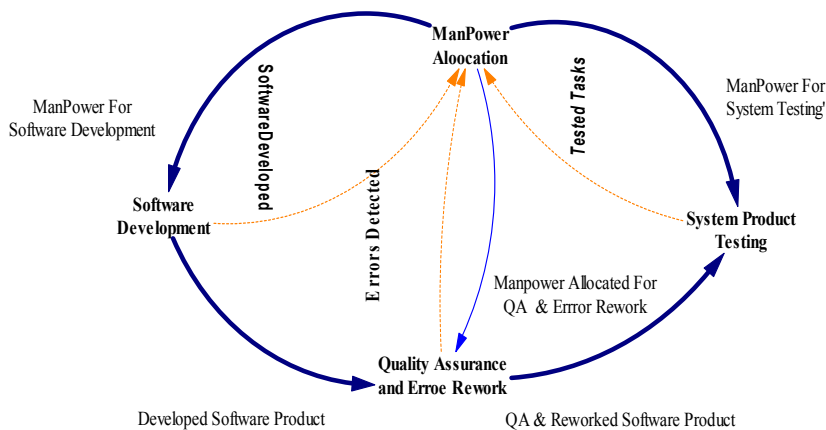 ManPower
Aloocation
SoftwareDeveloped
Tested Tasks
ManPower For
Software Development
ManPower For
System Testing'
Software
Development
Errors Detected
System Product
Testing
Manpower Allocated For
QA & Errror Rework
Quality Assurance
and Erroe Rework
Developed Software Product
QA & Reworked Software Product